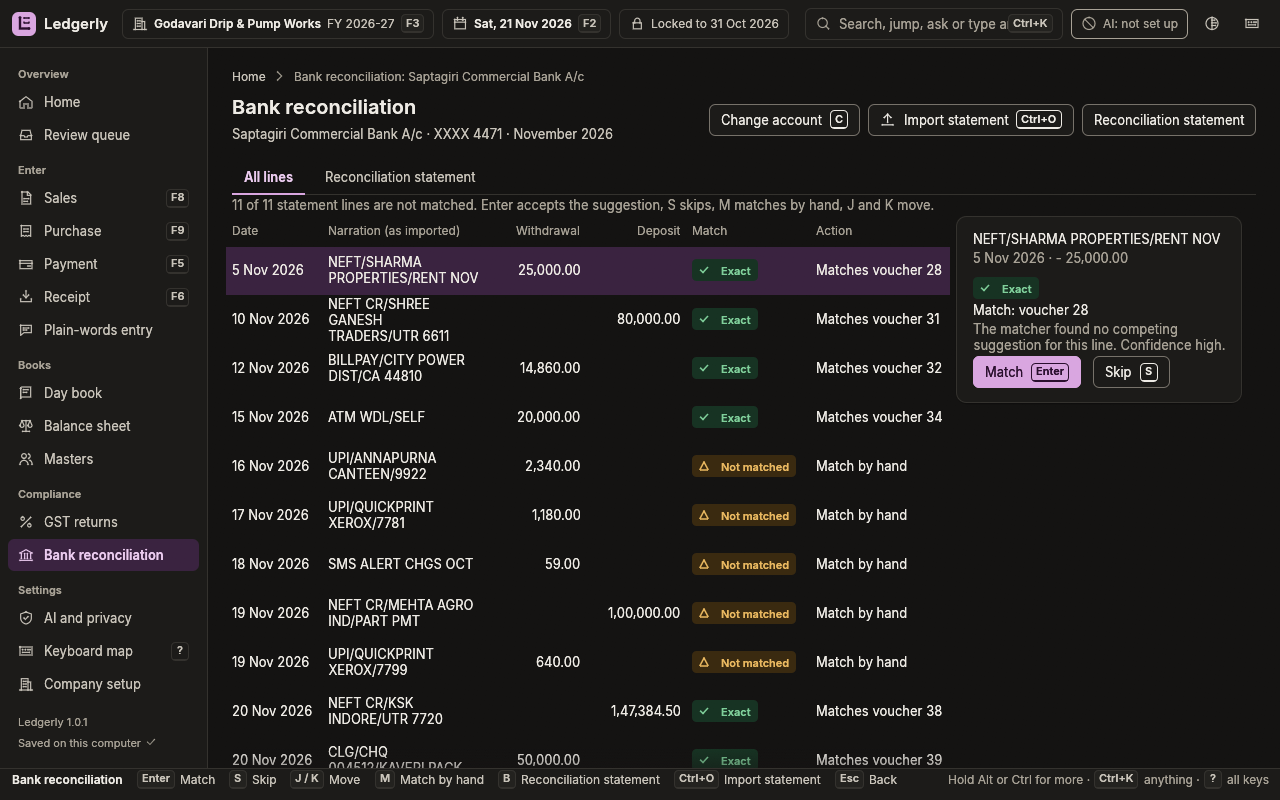 Ledgerly
Godavari Drip & Pump Works FY 2026-27 F3
Sat, 21 Nov 2026 F2
Locked to 31 Oct 2026
Search, jump, ask or type a Ctrl+K
AI: not set up
Overview
Home
Review queue
Enter
Sales F8
Purchase F9
Payment F5
Receipt F6
Plain-words entry
Books
Day book
Balance sheet
Masters
Compliance
GST returns
Bank reconciliation
Settings
AI and privacy
Keyboard map ?
Company setup
Ledgerly 1.0.1
Saved on this computer
Home > Bank reconciliation: Saptagiri Commercial Bank A/c
Bank reconciliation
Saptagiri Commercial Bank A/c · XXXX 4471 · November 2026
Change account C
Import statement Ctrl+O
Reconciliation statement
All lines
Reconciliation statement
11 of 11 statement lines are not matched. Enter accepts the suggestion, S skips, M matches by hand, J and K move.
Date Narration (as imported) Withdrawal Deposit Match Action
5 Nov 2026 NEFT/SHARMA PROPERTIES/RENT NOV 25,000.00 Exact Matches voucher 28
10 Nov 2026 NEFT CR/SHREE GANESH TRADERS/UTR 6611 80,000.00 Exact Matches voucher 31
12 Nov 2026 BILLPAY/CITY POWER DIST/CA 44810 14,860.00 Exact Matches voucher 32
15 Nov 2026 ATM WDL/SELF 20,000.00 Exact Matches voucher 34
16 Nov 2026 UPI/ANNAPURNA CANTEEN/9922 2,340.00 Not matched Match by hand
17 Nov 2026 UPI/QUICKPRINT XEROX/7781 1,180.00 Not matched Match by hand
18 Nov 2026 SMS ALERT CHGS OCT 59.00 Not matched Match by hand
19 Nov 2026 NEFT CR/MEHTA AGRO IND/PART PMT 1,00,000.00 Not matched Match by hand
19 Nov 2026 UPI/QUICKPRINT XEROX/7799 640.00 Not matched Match by hand
20 Nov 2026 NEFT CR/KSK INDORE/UTR 7720 1,47,384.50 Exact Matches voucher 38
20 Nov 2026 CLG/CHQ 50,000.00 Exact Matches voucher 39
NEFT/SHARMA PROPERTIES/RENT NOV
5 Nov 2026 · - 25,000.00
Exact
Match: voucher 28
The matcher found no competing
suggestion for this line. Confidence high.
Match Enter
Skip S
Bank reconciliation Enter Match S Skip J / K Move M Match by hand B Reconciliation statement Ctrl+O Import statement Esc Back
Hold Alt or Ctrl for more · Ctrl+K anything · ? all keys